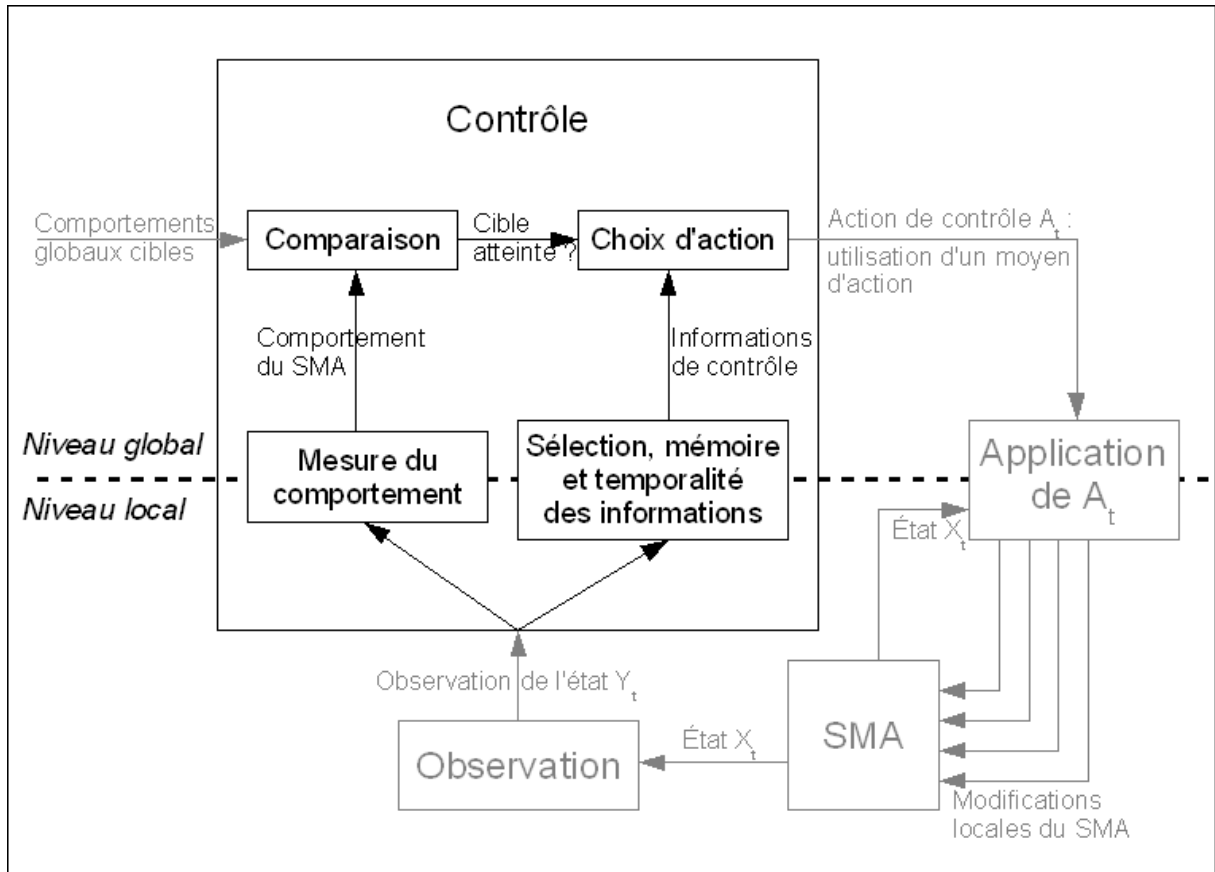 Contrôle
Comportements
globaux cibles
Comparaison
Cible
atteinte ?
Choix d'action
Action de contrôle At :
utilisation d'un moyen
d'action
Comportement
du SMA
Informations
de contrôle
Niveau global
Niveau local
Mesure du
comportement
Sélection, mémoire
et temporalité
des informations
Application
de At
État Xt
Observation de l'état Yt
Observation
État Xt
SMA
Modifications
locales du SMA